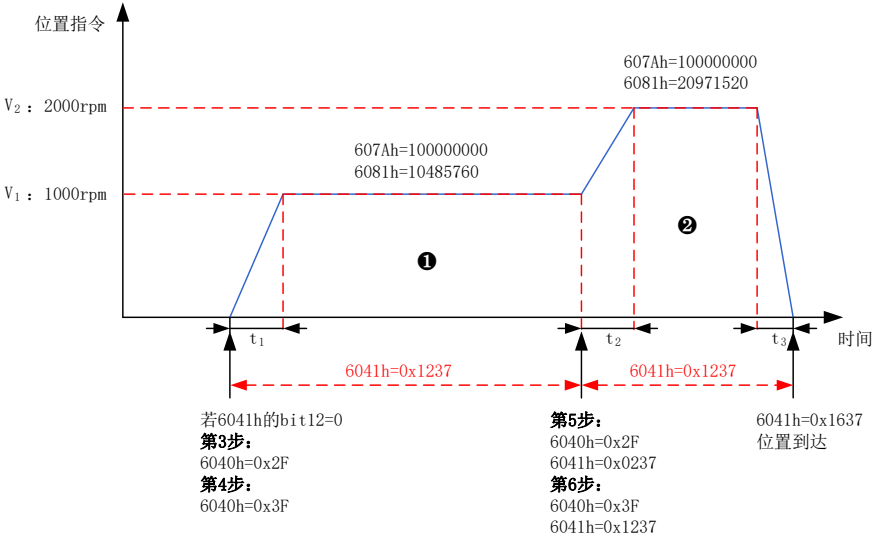 位置指令
607Ah=100000000
6081h=20971520
V₂：2000rpm
607Ah=100000000
6081h=10485760
V₁：1000rpm
❶
❷
t₁
t₂
t₃
时间
6041h=0x1237
6041h=0x1237
若6041h的bit12=0
第3步：
6040h=0x2F
第4步：
6040h=0x3F
第5步：
6040h=0x2F
6041h=0x0237
第6步：
6040h=0x3F
6041h=0x1237
6041h=0x1637
位置到达